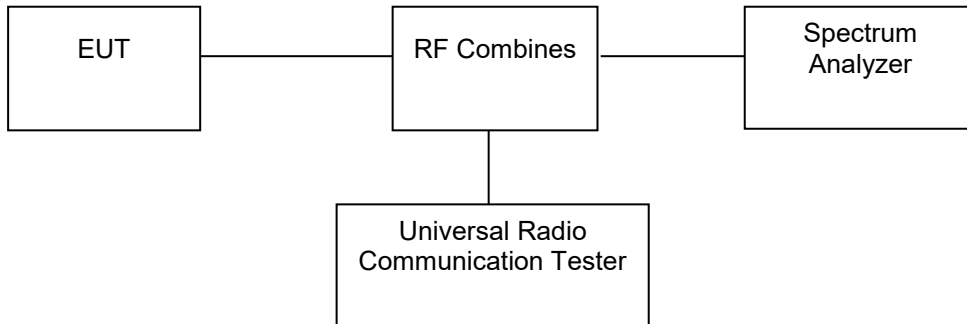 EUT
RF Combines
Spectrum
Analyzer
Universal Radio
Communication Tester